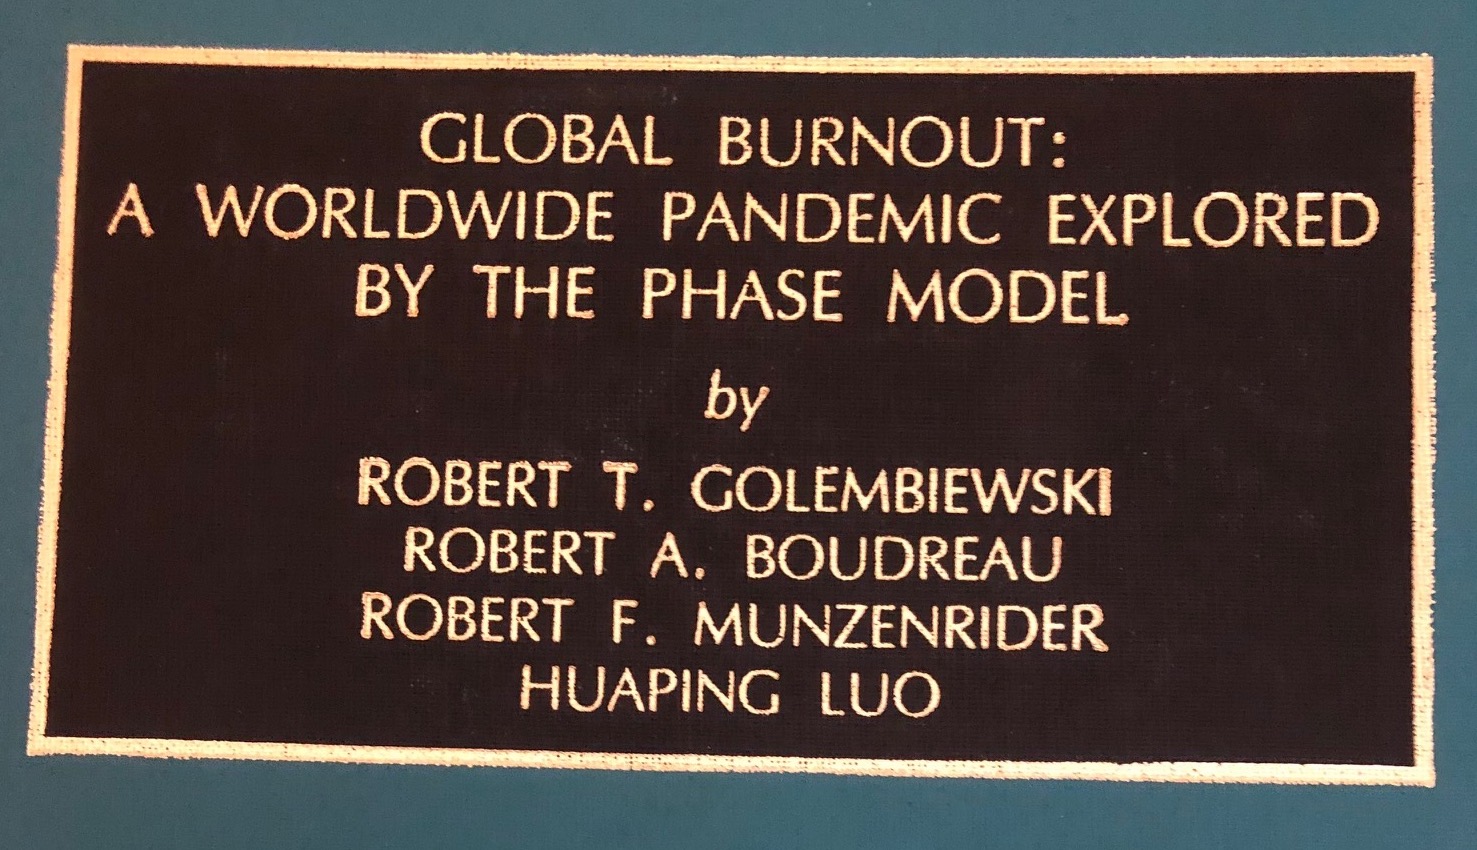 GLOBAL BURNOUT:
A WORLDWIDE PANDEMIC EXPLORED
BY THE PHASE MODEL
by
ROBERT T. GOLEMBIEWSKI
ROBERT A. BOUDREAU
ROBERT F. MUNZENRIDER
HUAPING LUO